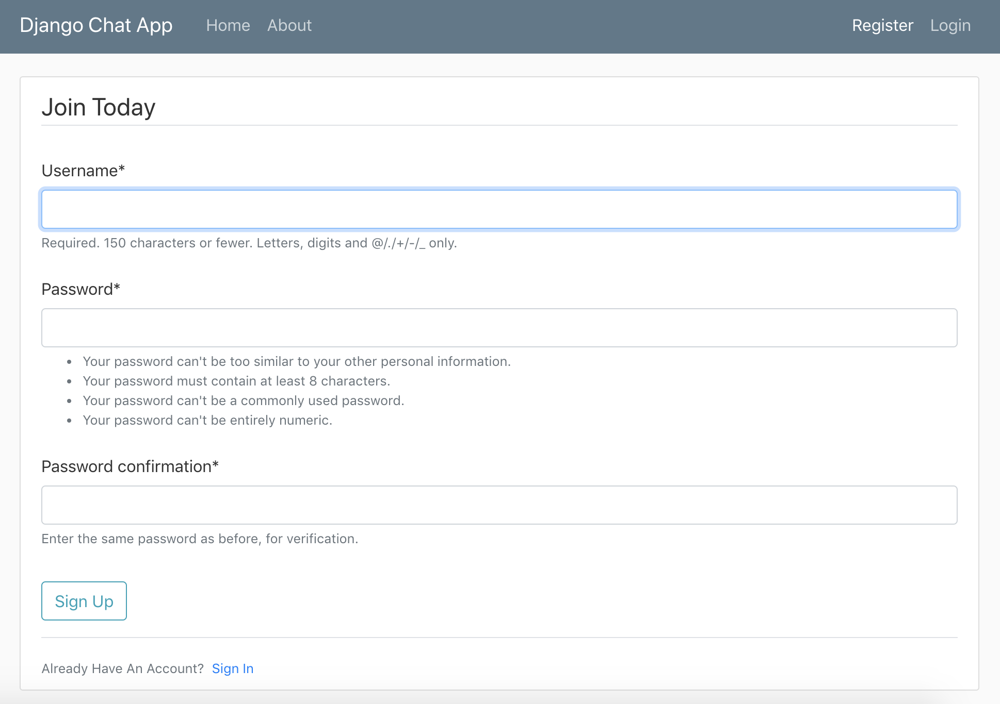 Django Chat App Home About Register Login
Join Today
Username*
Required. 150 characters or fewer. Letters, digits and @/./+/-/_ only.
Password*
• Your password can't be too similar to your other personal information.
• Your password must contain at least 8 characters.
• Your password can't be a commonly used password.
• Your password can't be entirely numeric.
Password confirmation*
Enter the same password as before, for verification.
Sign Up
Already Have An Account? Sign In